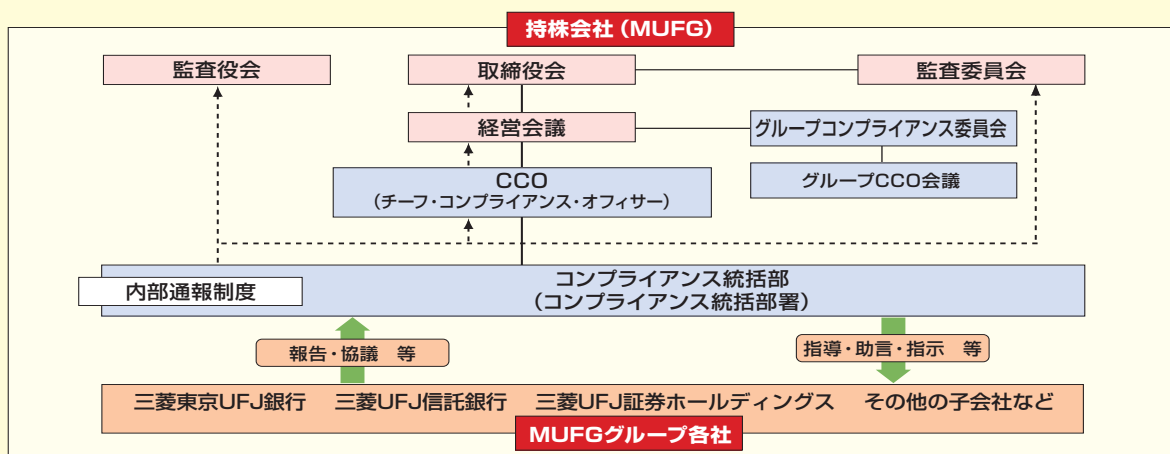 持株会社（MUFG）
監査役会
取締役会
監査委員会
経営会議
グループコンプライアンス委員会
グループCCO会議
CCO
（チーフ・コンプライアンス・オフィサー）
内部通報制度
コンプライアンス統括部
（コンプライアンス統括部署）
報告・協議　等
指導・助言・指示　等
三菱東京UFJ銀行　三菱UFJ信託銀行　三菱UFJ証券ホールディングス　その他の子会社など
MUFGグループ各社